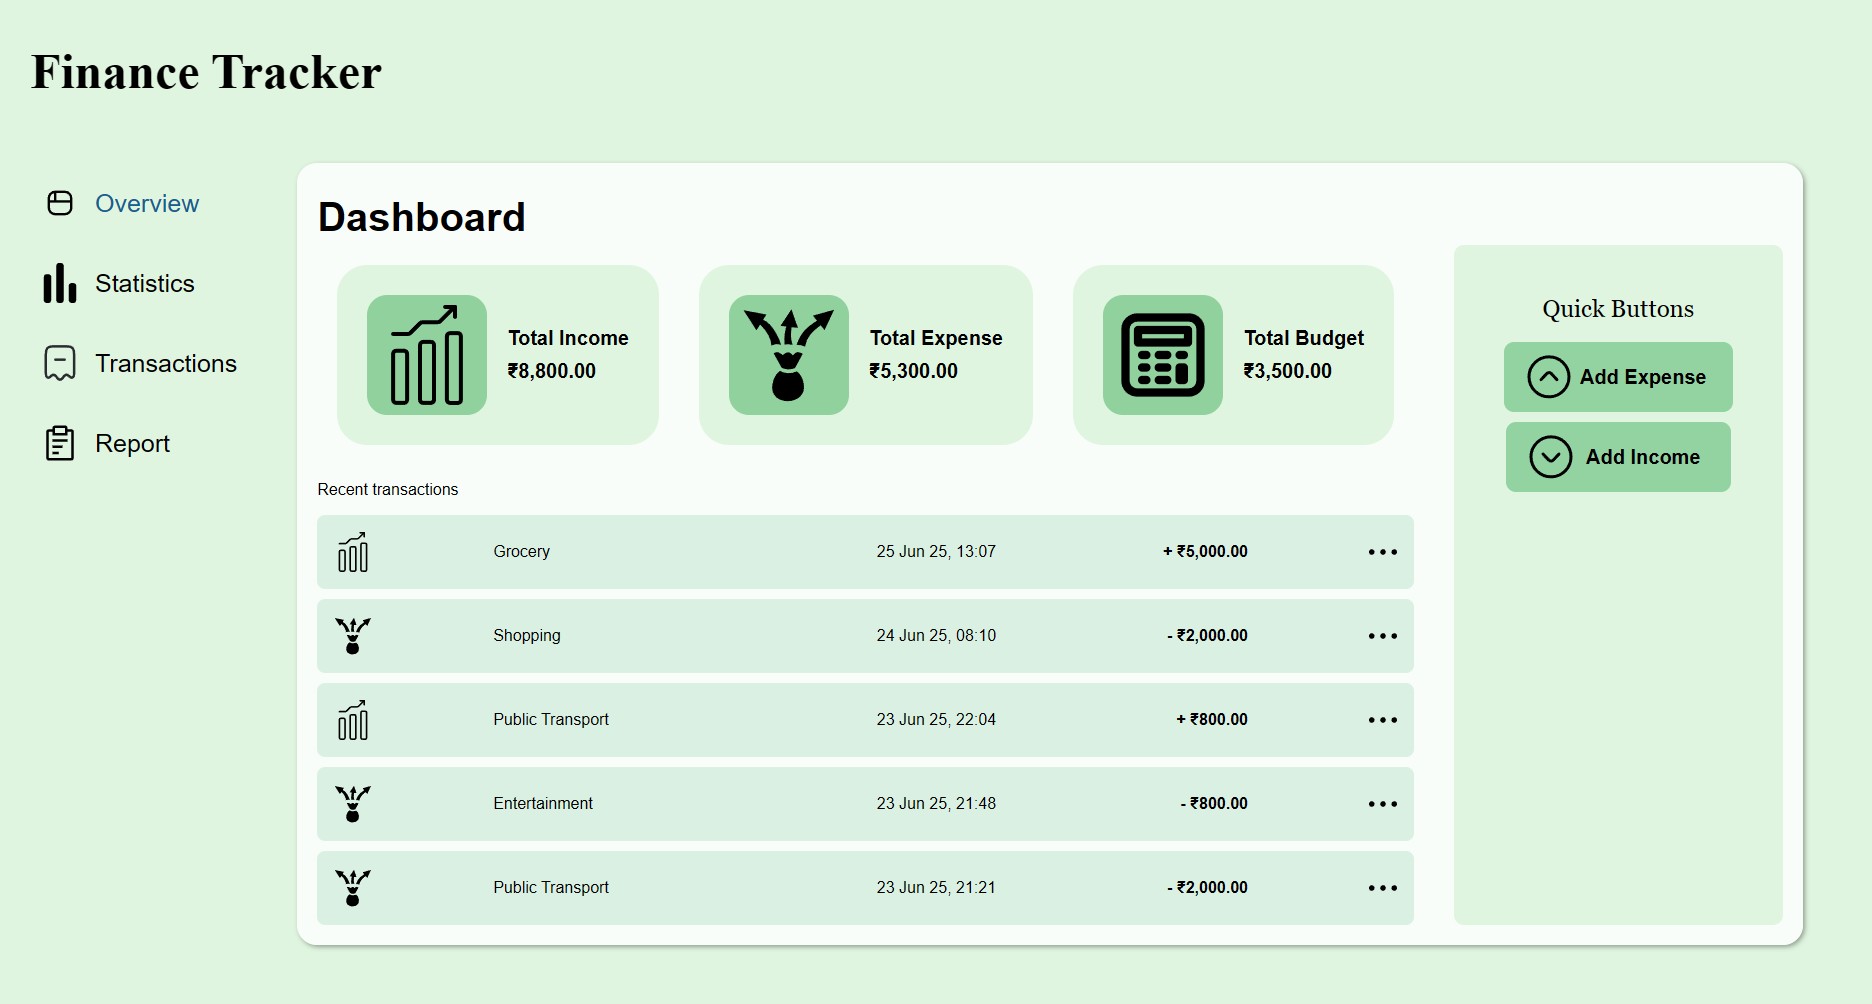 Finance Tracker
Overview
Statistics
Transactions
Report
Dashboard
Total Income
₹8,800.00
Total Expense
₹5,300.00
Total Budget
₹3,500.00
Quick Buttons
Add Expense
Add Income
Recent transactions
Grocery 25 Jun 25, 13:07 + ₹5,000.00
Shopping 24 Jun 25, 08:10 - ₹2,000.00
Public Transport 23 Jun 25, 22:04 + ₹800.00
Entertainment 23 Jun 25, 21:48 - ₹800.00
Public Transport 23 Jun 25, 21:21 - ₹2,000.00